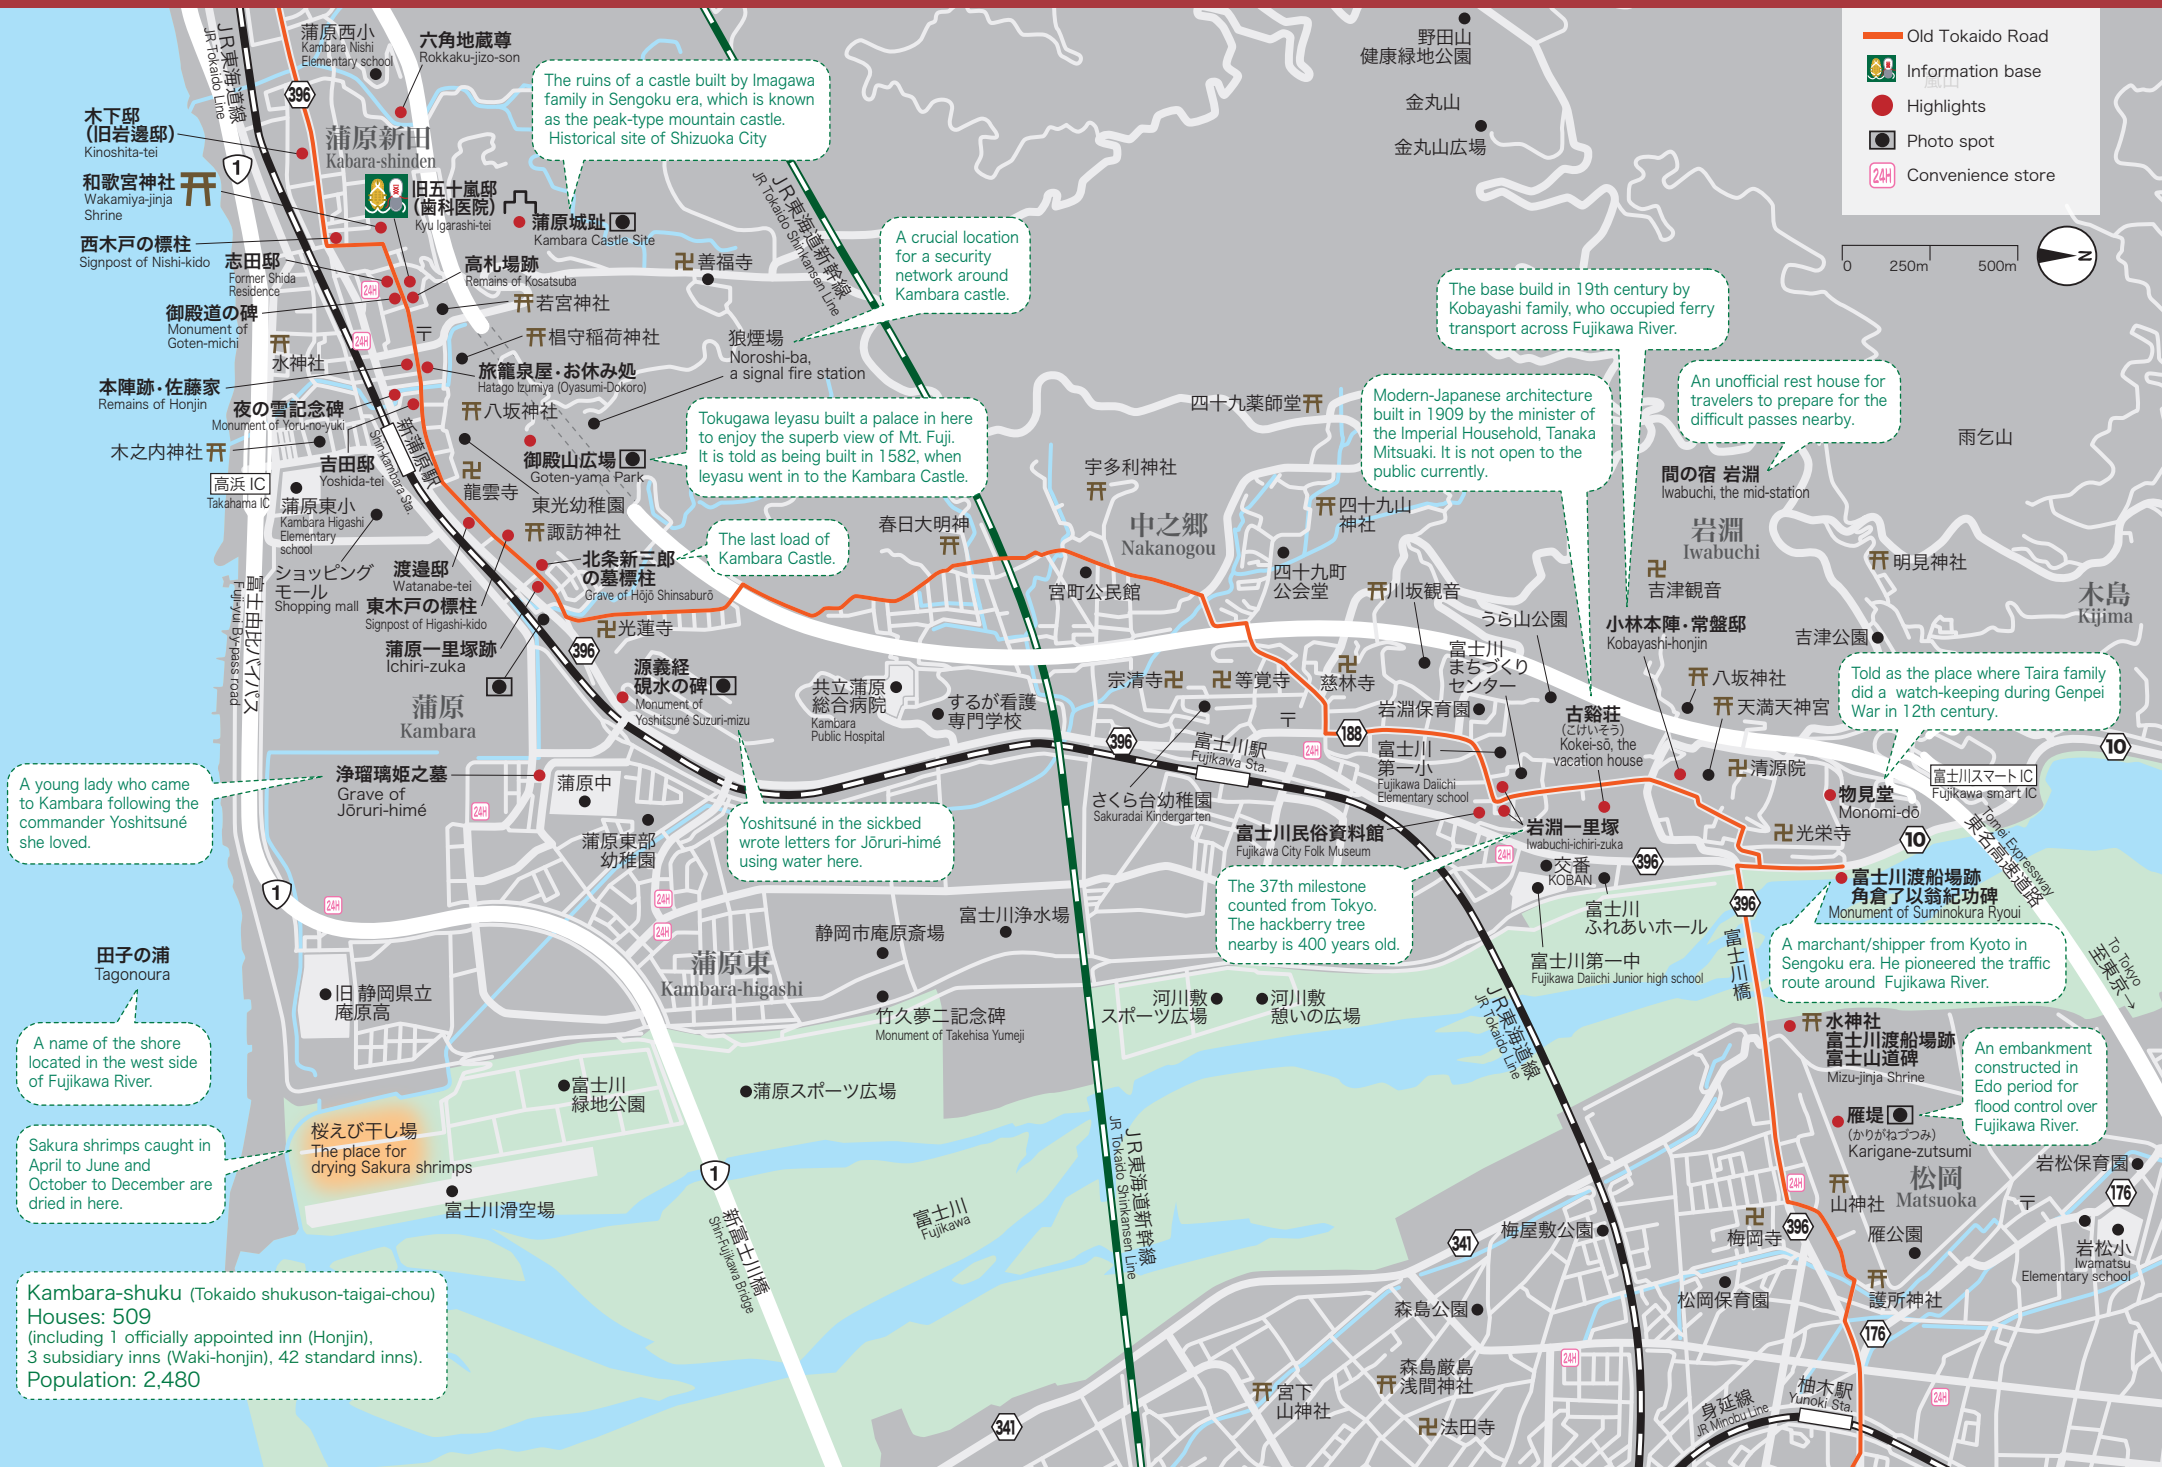 Old Tokaido Road
Information base
嵐山
Highlights
Photo spot
24H
Convenience store
0 250m 500m
N
JR東海道線
JR Tokaido Line
蒲原西小
Kambara Nishi
Elementary school
六角地蔵尊
Rokkaku-jizo-son
396
1
木下邸
(旧岩邊邸)
Kinoshita-tei
蒲原新田
Kabara-shinden
和歌宮神社
Wakamiya-jinja
Shrine
旧五十嵐邸
(歯科医院)
Kyu Igarashi-tei
The ruins of a castle built by Imagawa
family in Sengoku era, which is known
as the peak-type mountain castle.
Historical site of Shizuoka City
蒲原城趾
Kambara Castle Site
西木戸の標柱
Signpost of Nishi-kido
志田邸
Former Shida
Residence
24H
高札場跡
Remains of Kosatsuba
御殿道の碑
Monument of
Goten-michi
若宮神社
善福寺
JR東海道新幹線
JR Tokaido Shinkansen Line
A crucial location
for a security
network around
Kambara castle.
水神社
24H
〒
椙守稲荷神社
狼煙場
Noroshi-ba,
a signal fire station
本陣跡・佐藤家
Remains of Honjin
旅籠泉屋・お休み処
Hatago Izumiya (Oyasumi-Dokoro)
夜の雪記念碑
Monument of Yoru-no-yuki
八坂神社
木之内神社
吉田邸
Yoshida-tei
新蒲原駅
Shin-kambara Sta.
龍雲寺
御殿山広場
Goten-yama Park
東光幼稚園
Tokugawa Ieyasu built a palace in here
to enjoy the superb view of Mt. Fuji.
It is told as being built in 1582, when
Ieyasu went in to the Kambara Castle.
高浜 IC
Takahama IC
蒲原東小
Kambara Higashi
Elementary
school
諏訪神社
北条新三郎
の墓標柱
Grave of Hōjō Shinsaburō
The last load of
Kambara Castle.
春日大明神
ショッピング
モール
Shopping mall
渡邉邸
Watanabe-tei
東木戸の標柱
Signpost of Higashi-kido
蒲原一里塚跡
Ichiri-zuka
光蓮寺
396
富士由比バイパス
Fuji-yui By-pass road
蒲原
Kambara
源義経
硯水の碑
Monument of
Yoshitsuné Suzuri-mizu
共立蒲原
総合病院
Kambara
Public Hospital
するが看護
専門学校
A young lady who came
to Kambara following the
commander Yoshitsuné
she loved.
浄瑠璃姫之墓
Grave of
Jōruri-himé
蒲原中
24H
蒲原東部
幼稚園
Yoshitsuné in the sickbed
wrote letters for Jōruri-himé
using water here.
1
24H
24H
24H
田子の浦
Tagonoura
A name of the shore
located in the west side
of Fujikawa River.
旧 静岡県立
庵原高
蒲原東
Kambara-higashi
静岡市庵原斎場
富士川浄水場
竹久夢二記念碑
Monument of Takehisa Yumeji
富士川
緑地公園
蒲原スポーツ広場
Sakura shrimps caught in
April to June and
October to December are
dried in here.
桜えび干し場
The place for
drying Sakura shrimps
富士川滑空場
1
新富士川橋
Shin-Fujikawa Bridge
富士川
Fujikawa
Kambara-shuku (Tokaido shukuson-taigai-chou)
Houses: 509
(including 1 officially appointed inn (Honjin),
3 subsidiary inns (Waki-honjin), 42 standard inns).
Population: 2,480
野田山
健康緑地公園
金丸山
金丸山広場
The base build in 19th century by
Kobayashi family, who occupied ferry
transport across Fujikawa River.
Modern-Japanese architecture
built in 1909 by the minister of
the Imperial Household, Tanaka
Mitsuaki. It is not open to the
public currently.
An unofficial rest house for
travelers to prepare for the
difficult passes nearby.
雨乞山
四十九薬師堂
宇多利神社
中之郷
Nakanogou
四十九山
神社
四十九町
公会堂
宮町公民館
間の宿 岩淵
Iwabuchi, the mid-station
岩淵
Iwabuchi
吉津観音
明見神社
木島
Kijima
川坂観音
うら山公園
小林本陣・常盤邸
Kobayashi-honjin
吉津公園
富士川
まちづくり
センター
八坂神社
天満天神宮
Told as the place where Taira family
did a watch-keeping during Genpei
War in 12th century.
宗清寺
等覚寺
慈林寺
岩淵保育園
〒
188
古谿荘
(こけいそう)
Kokei-sō, the
vacation house
10
396
富士川駅
Fujikawa Sta.
24H
富士川
第一小
Fujikawa Daiichi
Elementary school
清源院
富士川スマート IC
Fujikawa smart IC
さくら台幼稚園
Sakuradai Kindergarten
物見堂
Monomi-dō
富士川民俗資料館
Fujikawa City Folk Museum
岩淵一里塚
Iwabuchi-ichiri-zuka
光栄寺
10
Tomei Expressway
東名高速道路
24H
交番
KOBAN
396
The 37th milestone
counted from Tokyo.
The hackberry tree
nearby is 400 years old.
富士川
ふれあいホール
富士川第一中
Fujikawa Daiichi Junior high school
396
富士川橋
富士川渡船場跡
角倉了以翁紀功碑
Monument of Suminokura Ryoui
A marchant/shipper from Kyoto in
Sengoku era. He pioneered the traffic
route around Fujikawa River.
To Tokyo
至東京→
河川敷
スポーツ広場
河川敷
憩いの広場
JR東海道線
JR Tokaido Line
水神社
富士川渡船場跡
富士山道碑
Mizu-jinja Shrine
An embankment
constructed in
Edo period for
flood control over
Fujikawa River.
雁堤
(かりがねづつみ)
Karigane-zutsumi
松岡
Matsuoka
岩松保育園
176
JR東海道新幹線
JR Tokaido Shinkansen Line
24H
山神社
〒
341
梅屋敷公園
梅岡寺
396
雁公園
岩松小
Iwamatsu
Elementary school
松岡保育園
護所神社
森島公園
176
24H
森島厳島
浅間神社
宮下
山神社
法田寺
341
身延線
JR Minobu Line
柚木駅
Yunoki Sta.
24H